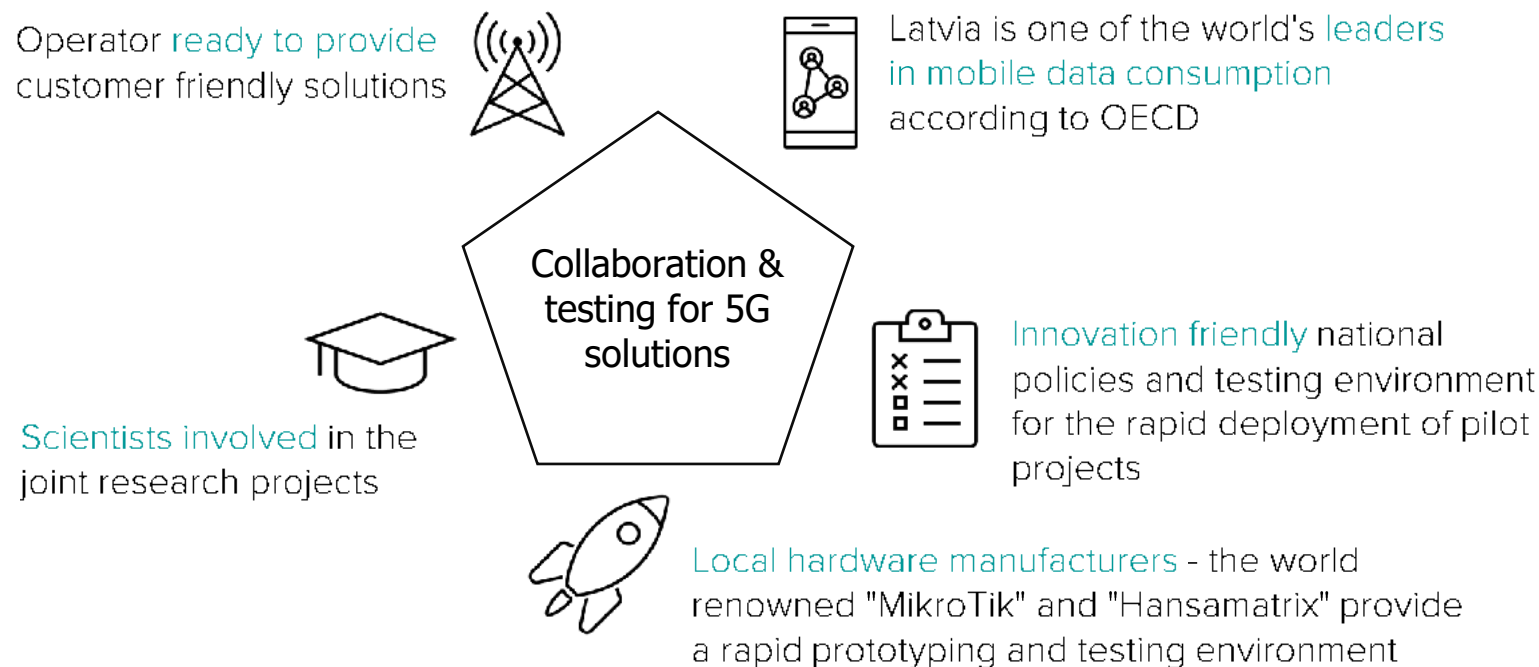 Operator ready to provide
customer friendly solutions
Latvia is one of the world's leaders
in mobile data consumption
according to OECD
Collaboration &
testing for 5G
solutions
Innovation friendly national
policies and testing environment
for the rapid deployment of pilot
projects
Scientists involved in the
joint research projects
Local hardware manufacturers - the world
renowned "MikroTik" and "Hansamatrix" provide
a rapid prototyping and testing environment